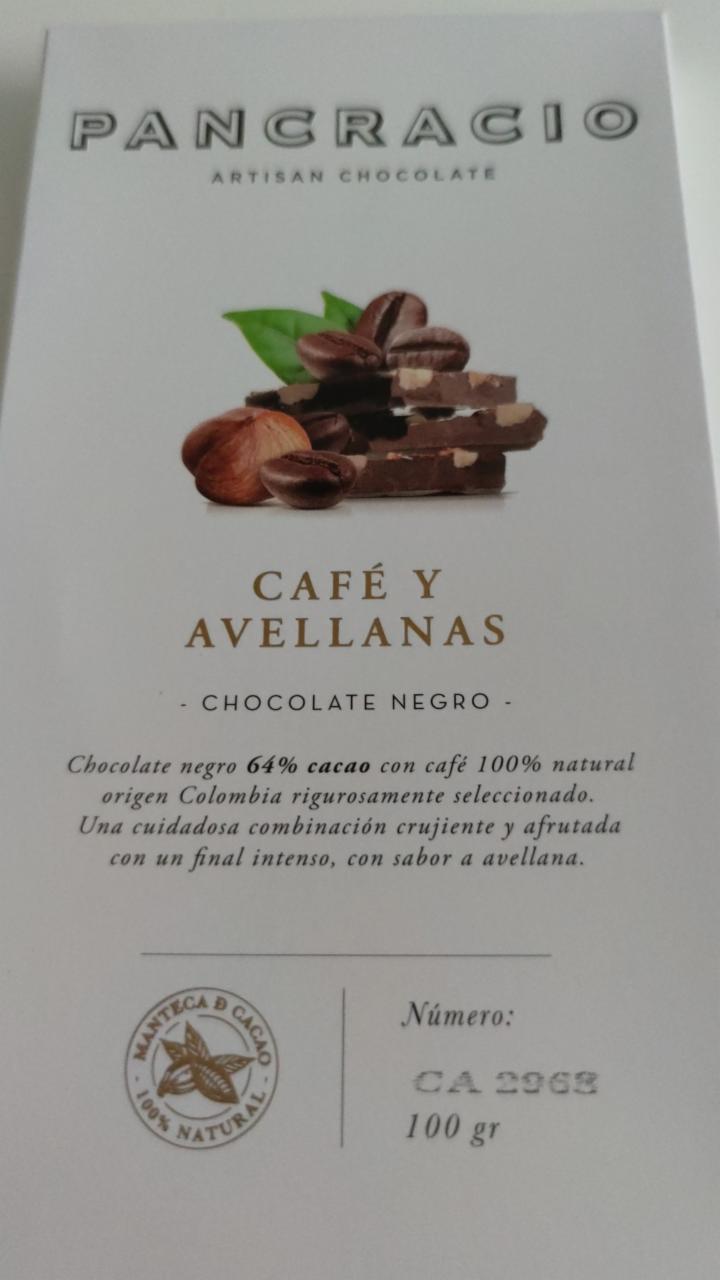 PANCRACIO
ARTISAN CHOCOLATE
CAFÉ Y
AVELLANAS
- CHOCOLATE NEGRO -
Chocolate negro 64% cacao con café 100% natural
origen Colombia rigurosamente seleccionado.
Una cuidadosa combinación crujiente y afrutada
con un final intenso, con sabor a avellana.
MANTECA D CACAO
- 100% NATURAL -
Número:
CA 2968
100 gr